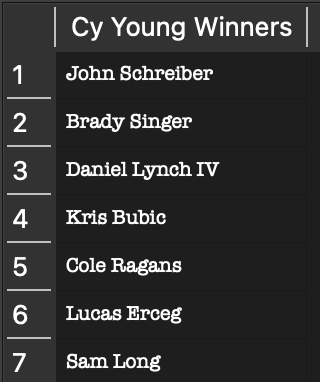 Cy Young Winners
1 John Schreiber
2 Brady Singer
3 Daniel Lynch IV
4 Kris Bubic
5 Cole Ragans
6 Lucas Erceg
7 Sam Long